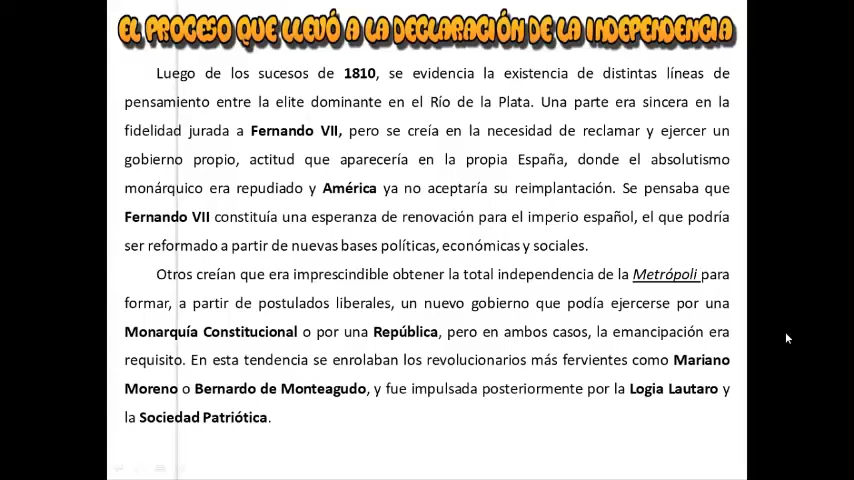 EL PROCESO QUE LLEVÓ A LA DECLARACIÓN DE LA INDEPENDENCIA
Luego de los sucesos de 1810, se evidencia la existencia de distintas líneas de
pensamiento entre la elite dominante en el Río de la Plata. Una parte era sincera en la
fidelidad jurada a Fernando VII, pero se creía en la necesidad de reclamar y ejercer un
gobierno propio, actitud que aparecería en la propia España, donde el absolutismo
monárquico era repudiado y América ya no aceptaría su reimplantación. Se pensaba que
Fernando VII constituía una esperanza de renovación para el imperio español, el que podría
ser reformado a partir de nuevas bases políticas, económicas y sociales.
Otros creían que era imprescindible obtener la total independencia de la Metrópoli para
formar, a partir de postulados liberales, un nuevo gobierno que podía ejercerse por una
Monarquía Constitucional o por una República, pero en ambos casos, la emancipación era
requisito. En esta tendencia se enrolaban los revolucionarios más fervientes como Mariano
Moreno o Bernardo de Monteagudo, y fue impulsada posteriormente por la Logia Lautaro y
la Sociedad Patriótica.